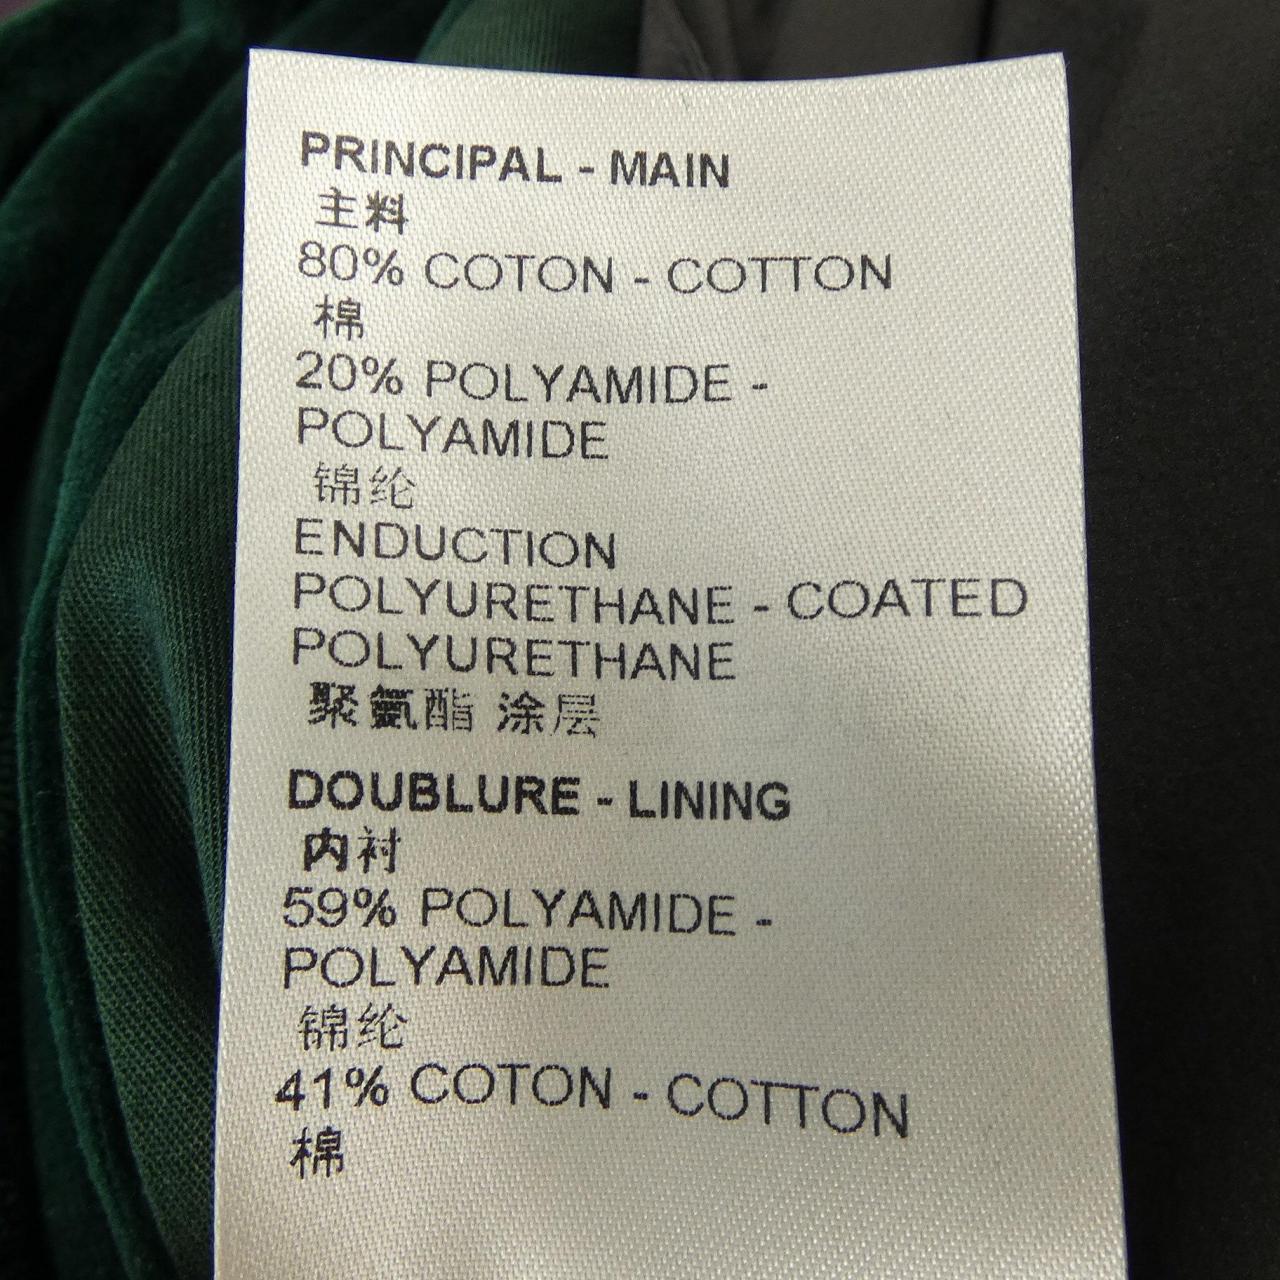 PRINCIPAL - MAIN
主料
80% COTON - COTTON
棉
20% POLYAMIDE -
POLYAMIDE
锦纶
ENDUCTION
POLYURETHANE - COATED
POLYURETHANE
聚氨酯 涂层
DOUBLURE - LINING
内衬
59% POLYAMIDE -
POLYAMIDE
锦纶
41% COTON - COTTON
棉